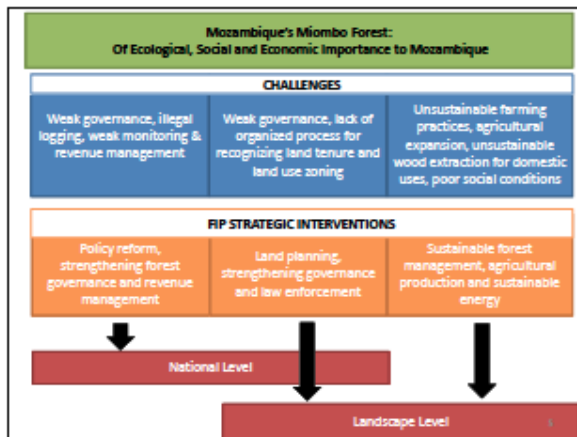 Mozambique's Miombo Forest:
Of Ecological, Social and Economic Importance to Mozambique
CHALLENGES
Weak governance, illegal
logging, weak monitoring &
revenue management
Weak governance, lack of
organized process for
recognizing land tenure and
land use zoning
Unsustainable farming
practices, agricultural
expansion, unsustainable
wood extraction for domestic
uses, poor social conditions
FIP STRATEGIC INTERVENTIONS
Policy reform,
strengthening forest
governance and revenue
management
Land planning,
strengthening governance
and law enforcement
Sustainable forest
management, agricultural
production and sustainable
energy
National Level
Landscape Level